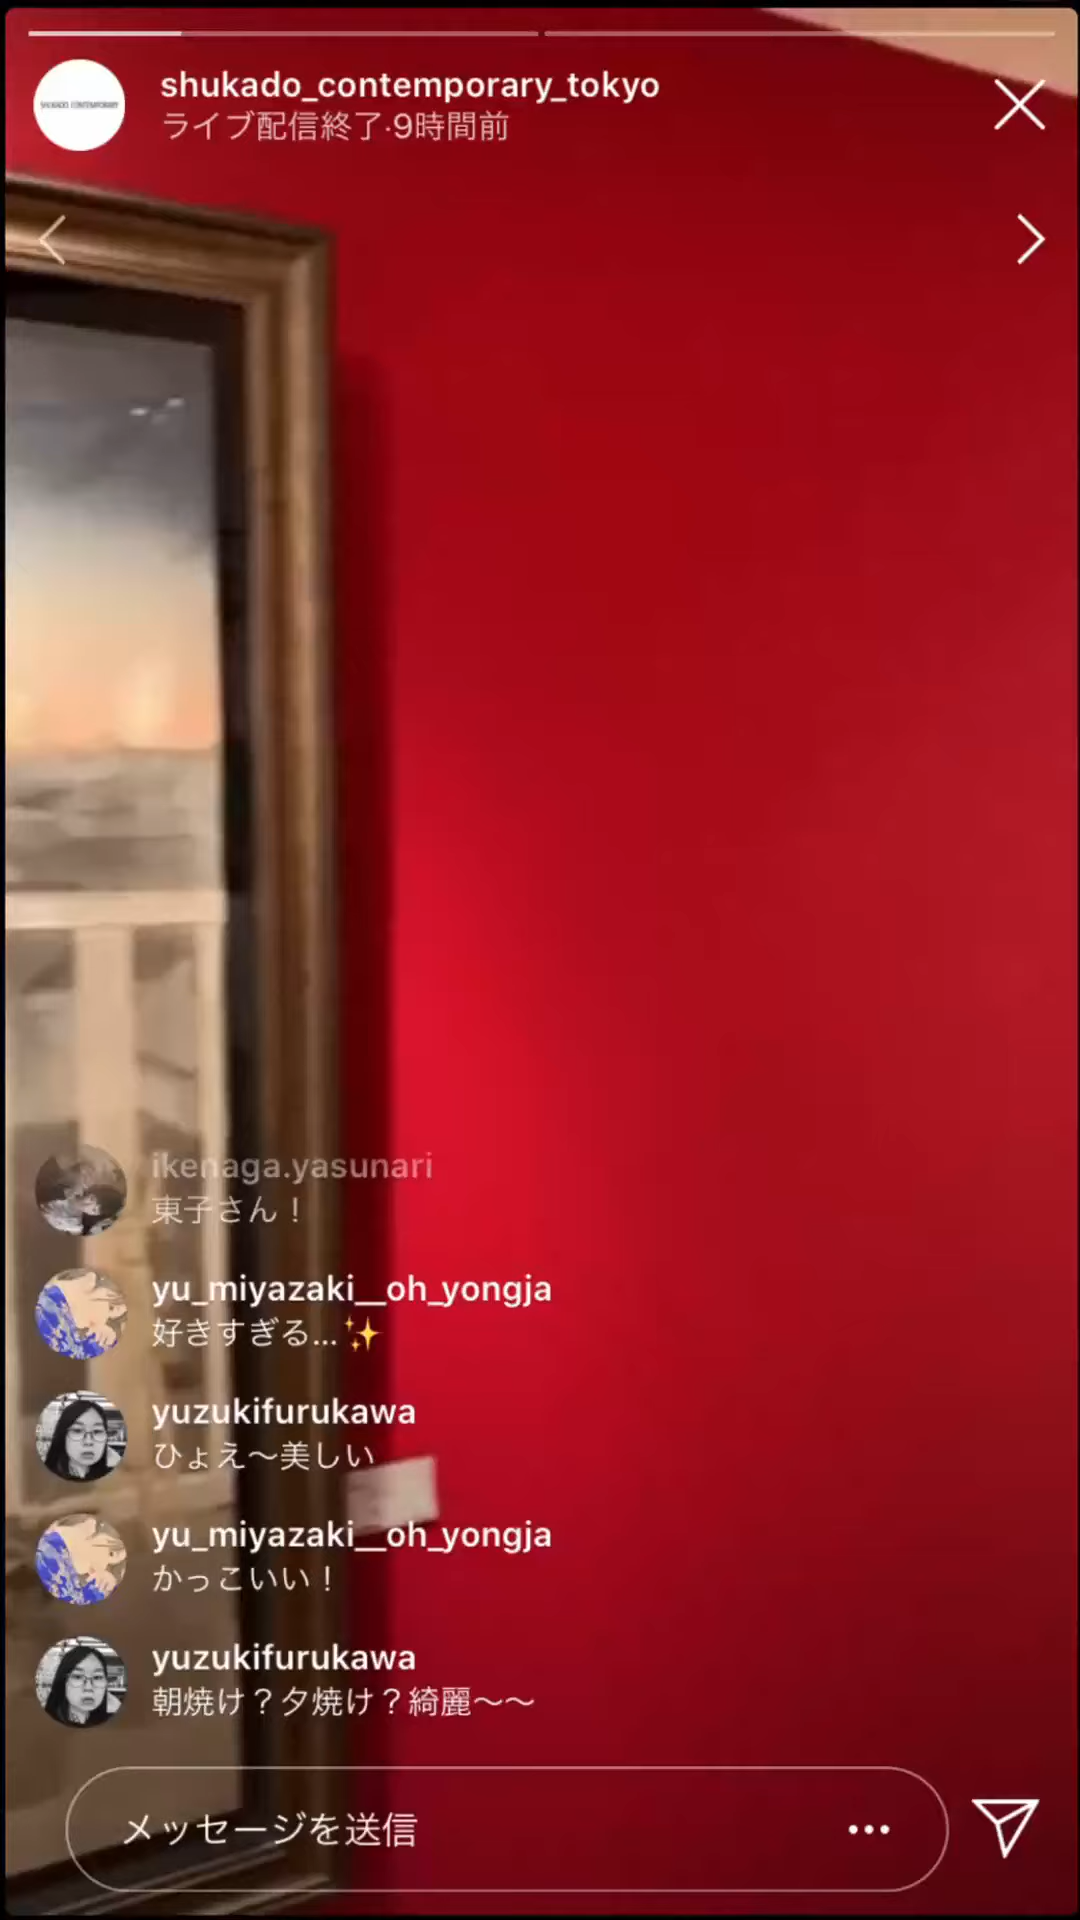 SHUKADO CONTEMPORARY
shukado_contemporary_tokyo
ライブ配信終了·9時間前
ikenaga.yasunari
東子さん！
yu_miyazaki__oh_yongja
好きすぎる...✨
yuzukifurukawa
ひょえ〜美しい
yu_miyazaki__oh_yongja
かっこいい！
yuzukifurukawa
朝焼け？夕焼け？綺麗〜〜
メッセージを送信